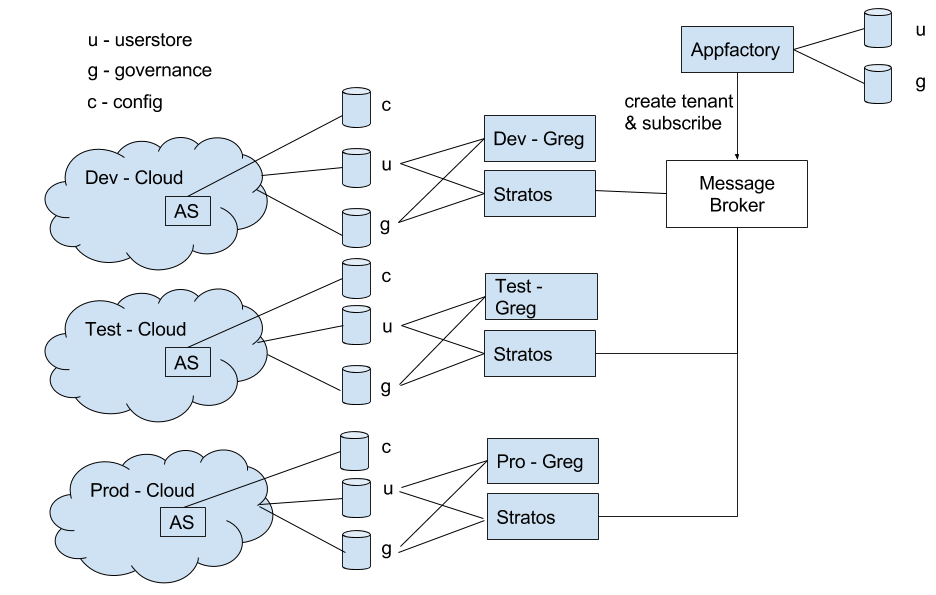 u - userstore
g - governance
c - config
Appfactory
u
g
create tenant
& subscribe
Message
Broker
Dev - Cloud
AS
c
u
g
Dev - Greg
Stratos
Test - Cloud
AS
c
u
g
Test -
Greg
Stratos
Prod - Cloud
AS
c
u
g
Pro - Greg
Stratos